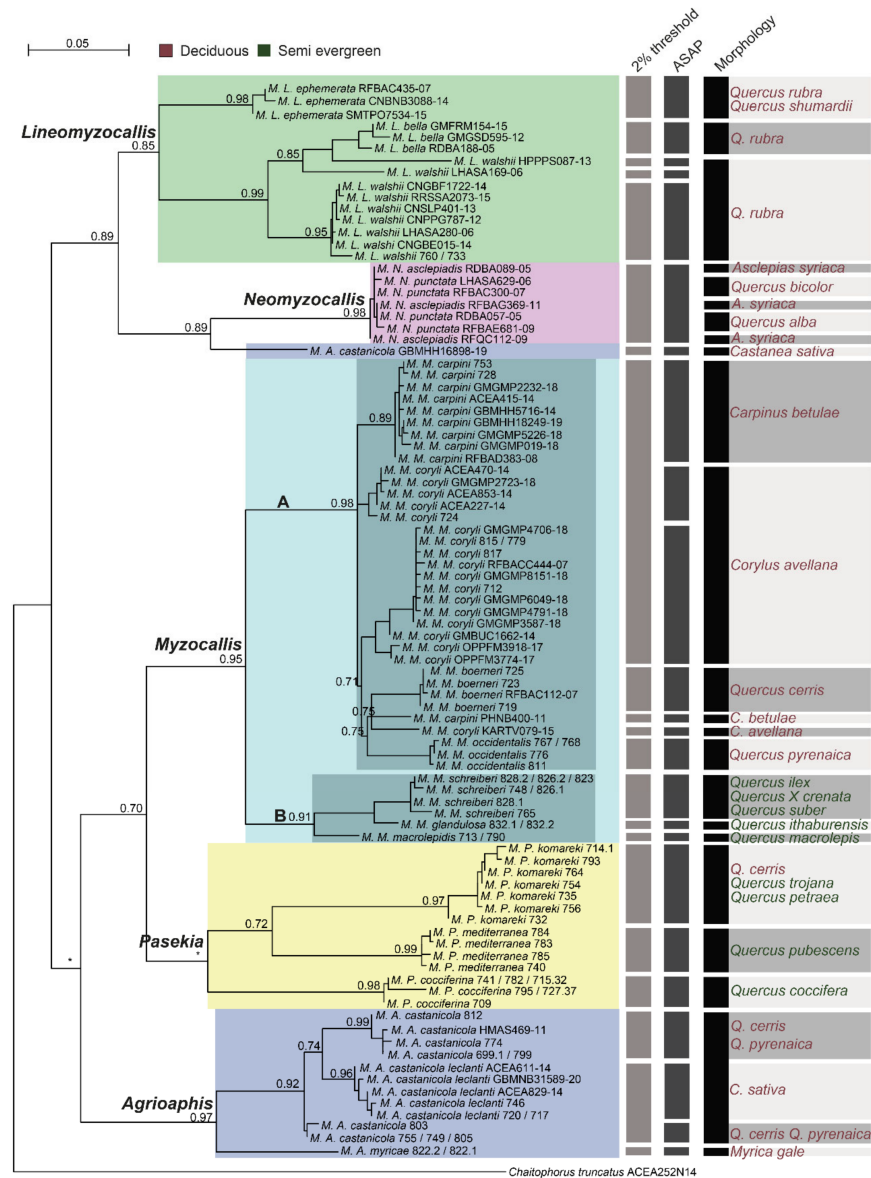 0.05
Deciduous
Semi evergreen
2% threshold
ASAP
Morphology
M. L. ephemerata RFBAC435-07
0.98
M. L. ephemerata CNBNB3088-14
M. L. ephemerata SMTPO7534-15
Quercus rubra
Quercus shumardii
Lineomyzocallis
0.85
M. L. bella GMFRM154-15
M. L. bella GMGSD595-12
M. L. bella RDBA188-05
Q. rubra
0.85
M. L. walshii HPPPS087-13
M. L. walshii LHASA169-06
0.99
M. L. walshii CNGBF1722-14
M. L. walshii RRSSA2073-15
M. L. walshii CNSLP401-13
M. L. walshii CNPPG787-12
0.95
M. L. walshii LHASA280-06
M. L. walshi CNGBE015-14
M. L. walshii 760 / 733
Q. rubra
0.89
M. N. asclepiadis RDBA089-05
M. N. punctata LHASA629-06
M. N. punctata RFBAC300-07
M. N. asclepiadis RFBAG369-11
M. N. punctata RDBA057-05
M. N. punctata RFBAE681-09
M. N. asclepiadis RFQC112-09
Neomyzocallis
0.98
Asclepias syriaca
Quercus bicolor
A. syriaca
Quercus alba
A. syriaca
0.89
M. A. castanicola GBMHH16898-19
Castanea sativa
M. M. carpini 753
M. M. carpini 728
M. M. carpini GMGMP2232-18
M. M. carpini ACEA415-14
M. M. carpini GBMHH5716-14
0.89
M. M. carpini GBMHH18249-19
M. M. carpini GMGMP5226-18
M. M. carpini GMGMP019-18
M. M. carpini RFBAD383-08
Carpinus betulae
M. M. coryli ACEA470-14
M. M. coryli GMGMP2723-18
M. M. coryli ACEA853-14
M. M. coryli ACEA227-14
M. M. coryli 724
A
0.98
M. M. coryli GMGMP4706-18
M. M. coryli 815 / 779
M. M. coryli 817
M. M. coryli RFBACC444-07
M. M. coryli GMGMP8151-18
M. M. coryli 712
M. M. coryli GMGMP6049-18
M. M. coryli GMGMP4791-18
M. M. coryli GMGMP3587-18
M. M. coryli GMBUC1662-14
M. M. coryli OPPFM3918-17
M. M. coryli OPPFM3774-17
Corylus avellana
Myzocallis
0.95
0.71
M. M. boerneri 725
M. M. boerneri 723
M. M. boerneri RFBAC112-07
M. M. boerneri 719
Quercus cerris
0.75
M. M. carpini PHNB400-11
C. betulae
0.75
M. M. coryli KARTV079-15
C. avellana
M. M. occidentalis 767 / 768
M. M. occidentalis 776
M. M. occidentalis 811
Quercus pyrenaica
M. M. schreiberi 828.2 / 826.2 / 823
M. M. schreiberi 748 / 826.1
M. M. schreiberi 828.1
M. M. schreiberi 765
Quercus ilex
Quercus X crenata
Quercus suber
B
0.91
M. M. glandulosa 832.1 / 832.2
Quercus ithaburensis
M. M. macrolepidis 713 / 790
Quercus macrolepis
0.70
M. P. komareki 714.1
M. P. komareki 793
M. P. komareki 764
M. P. komareki 754
0.97
M. P. komareki 735
M. P. komareki 756
M. P. komareki 732
Q. cerris
Quercus trojana
Quercus petraea
0.72
M. P. mediterranea 784
M. P. mediterranea 783
0.99
M. P. mediterranea 785
M. P. mediterranea 740
Quercus pubescens
Pasekia
*
*
M. P. cocciferina 741 / 782 / 715.32
0.98
M. P. cocciferina 795 / 727.37
M. P. cocciferina 709
Quercus coccifera
M. A. castanicola 812
0.99
M. A. castanicola HMAS469-11
M. A. castanicola 774
M. A. castanicola 699.1 / 799
Q. cerris
Q. pyrenaica
0.74
M. A. castanicola leclanti ACEA611-14
0.96
M. A. castanicola leclanti GBMNB31589-20
M. A. castanicola leclanti ACEA829-14
M. A. castanicola leclanti 746
M. A. castanicola leclanti 720 / 717
C. sativa
0.92
Agrioaphis
0.97
M. A. castanicola 803
M. A. castanicola 755 / 749 / 805
Q. cerris Q. pyrenaica
M. A. myricae 822.2 / 822.1
Myrica gale
Chaitophorus truncatus ACEA252N14